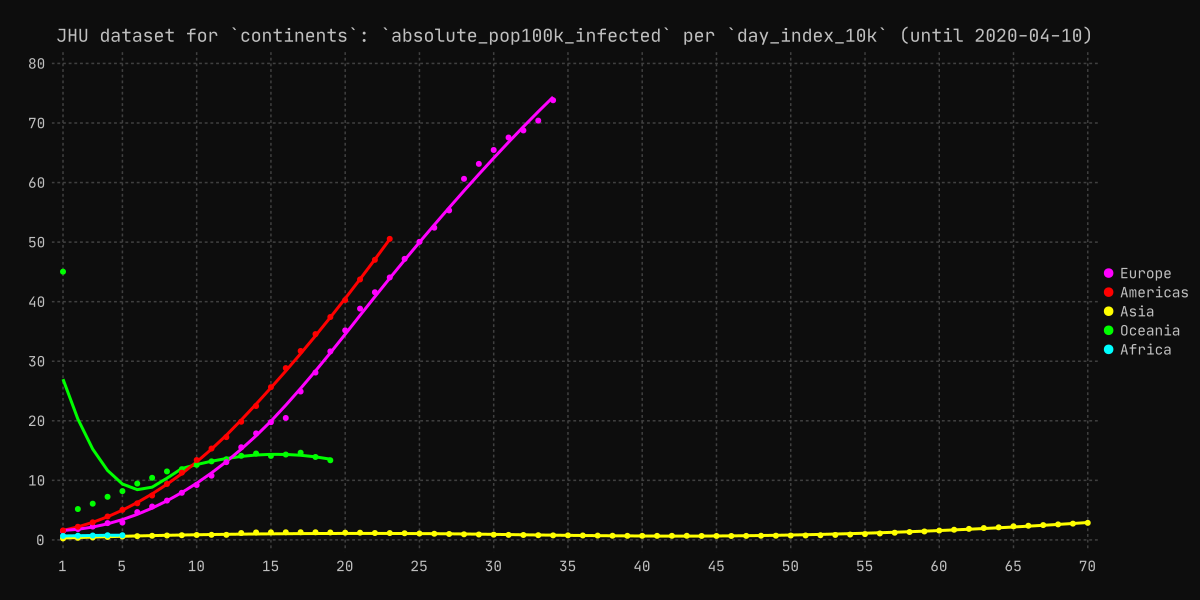 JHU dataset for `continents`: `absolute_pop100k_infected` per `day_index_10k` (until 2020-04-10)
80
70
60
50
40
30
20
10
0
1 5 10 15 20 25 30 35 40 45 50 55 60 65 70
Europe
Americas
Asia
Oceania
Africa